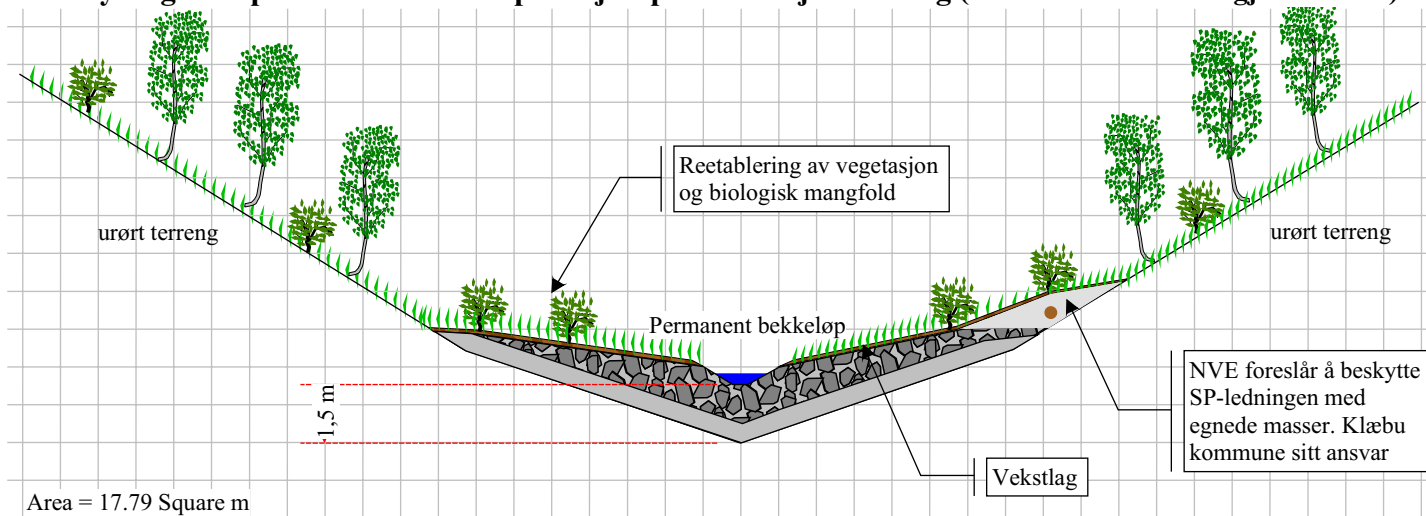 Reetablering av vegetasjon
og biologisk mangfold
urørt terreng
urørt terreng
Permanent bekkeløp
NVE foreslår å beskytte
SP-ledningen med
egnede masser. Klæbu
kommune sitt ansvar
1,5 m
Vekstlag
Area = 17.79 Square m